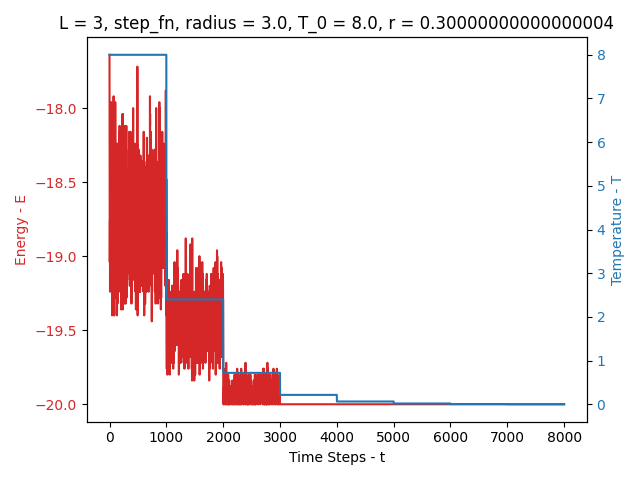 L = 3, step_fn, radius = 3.0, T_0 = 8.0, r = 0.30000000000000004
Energy - E
−18.0
−18.5
−19.0
−19.5
−20.0
8
7
6
5
4
3
2
1
0
Temperature - T
0 1000 2000 3000 4000 5000 6000 7000 8000
Time Steps - t